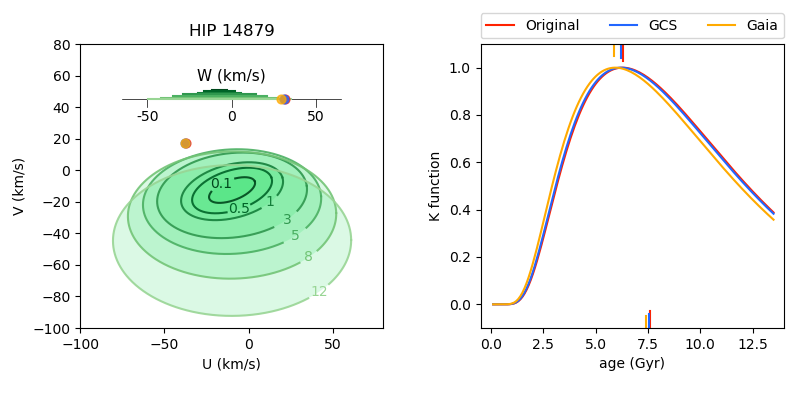 HIP 14879
80
60
40
20
0
−20
−40
−60
−80
−100
V (km/s)
W (km/s)
-50 0 50
0.1
0.5
1
3
5
8
12
−100 −50 0 50
U (km/s)
Original GCS Gaia
1.0
0.8
0.6
0.4
0.2
0.0
K function
0.0 2.5 5.0 7.5 10.0 12.5
age (Gyr)